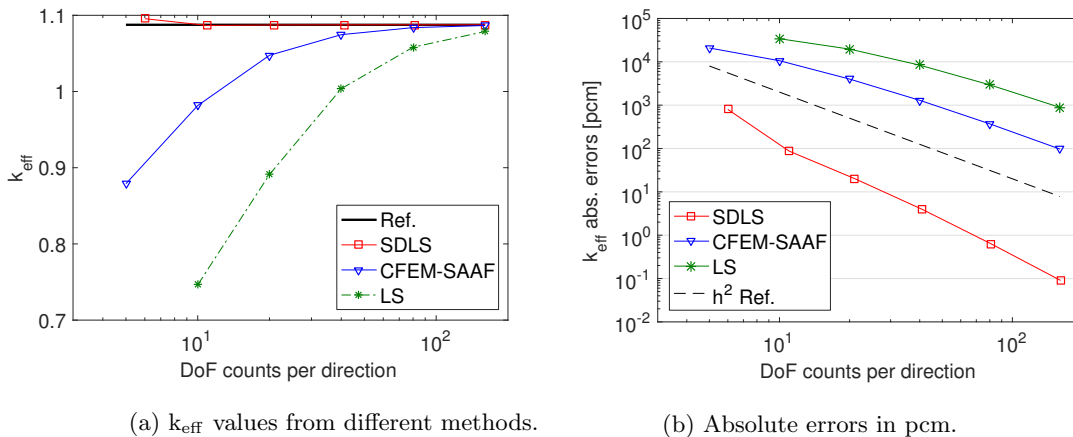 1.1
1
0.9
0.8
0.7
k_eff
Ref.
SDLS
CFEM-SAAF
LS
10^1
10^2
DoF counts per direction
(a) k_eff values from different methods.
10^5
10^4
10^3
10^2
10^1
10^0
10^-1
10^-2
k_eff abs. errors [pcm]
SDLS
CFEM-SAAF
LS
h^2 Ref.
10^1
10^2
DoF counts per direction
(b) Absolute errors in pcm.